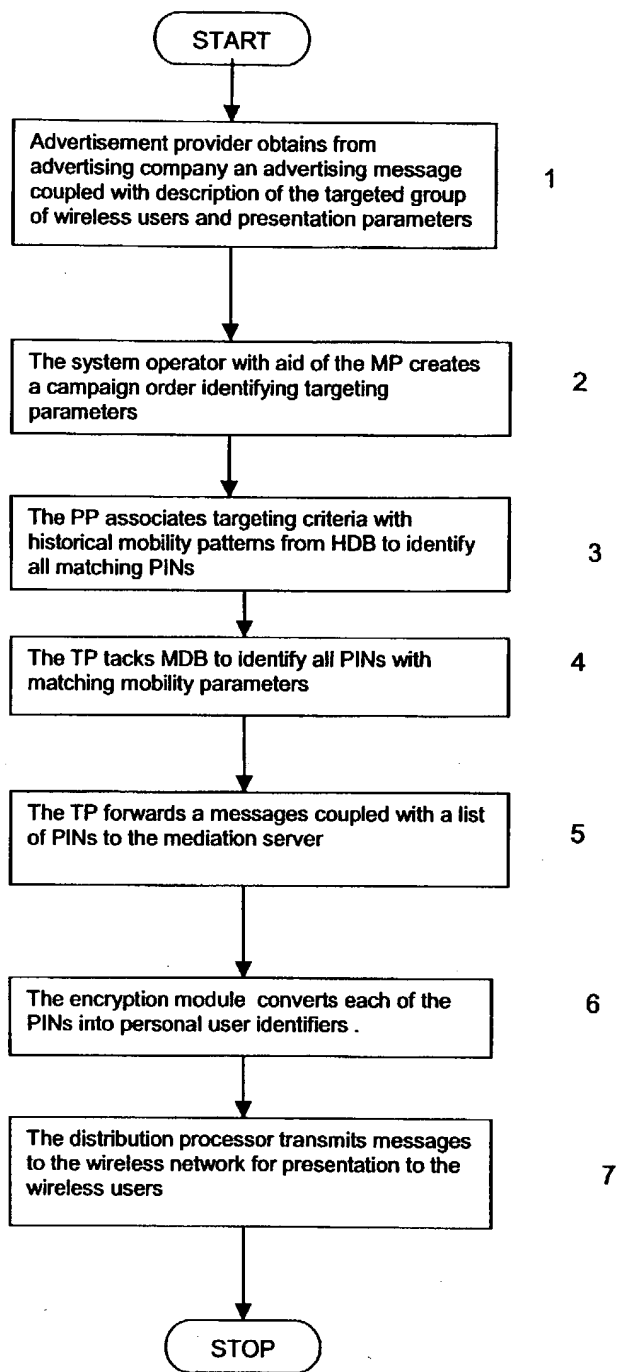 START
Advertisement provider obtains from
advertising company an advertising message
coupled with description of the targeted group
of wireless users and presentation parameters
1
The system operator with aid of the MP creates
a campaign order identifying targeting
parameters
2
The PP associates targeting criteria with
historical mobility patterns from HDB to identify
all matching PINs
3
The TP tacks MDB to identify all PINs with
matching mobility parameters
4
The TP forwards a messages coupled with a list
of PINs to the mediation server
5
The encryption module converts each of the
PINs into personal user identifiers .
6
The distribution processor transmits messages
to the wireless network for presentation to the
wireless users
7
STOP